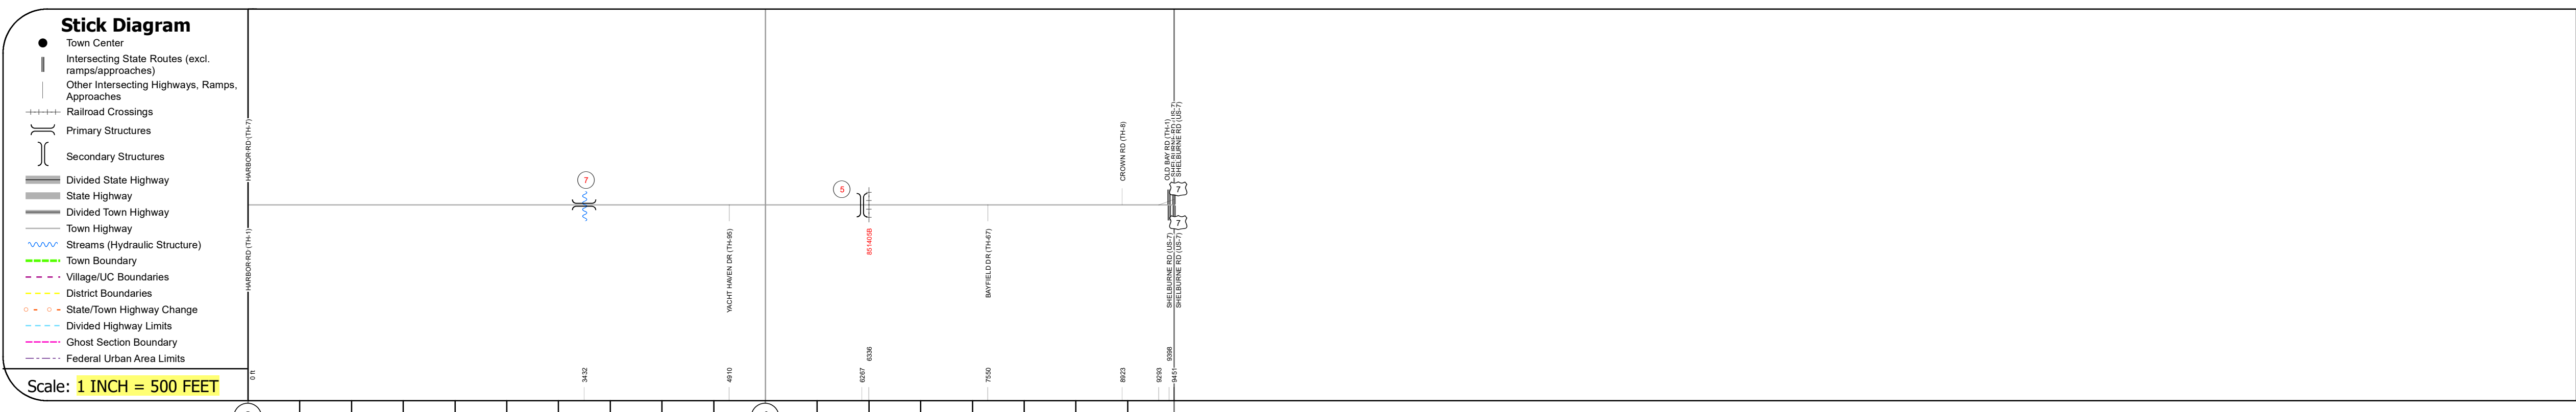 Stick Diagram
Town Center
Intersecting State Routes (excl.
ramps/approaches)
Other Intersecting Highways, Ramps,
Approaches
Railroad Crossings
Primary Structures
Secondary Structures
Divided State Highway
State Highway
Divided Town Highway
Town Highway
Streams (Hydraulic Structure)
Town Boundary
Village/UC Boundaries
District Boundaries
State/Town Highway Change
Divided Highway Limits
Ghost Section Boundary
Federal Urban Area Limits
Scale: 1 INCH = 500 FEET
HARBOR RD (TH-7)
HARBOR RD (TH-1)
0 ft
7
3432
YACHT HAVEN DR (TH-95)
4910
5
6267
851405B
6336
BAYFIELD DR (TH-67)
7550
CROWN RD (TH-8)
8923
9293
OLD BAY RD (TH-1)
SHELBURNE RD (US-7)
SHELBURNE RD (US-7)
7
7
SHELBURNE RD (US-7)
SHELBURNE RD (US-7)
9398
9451